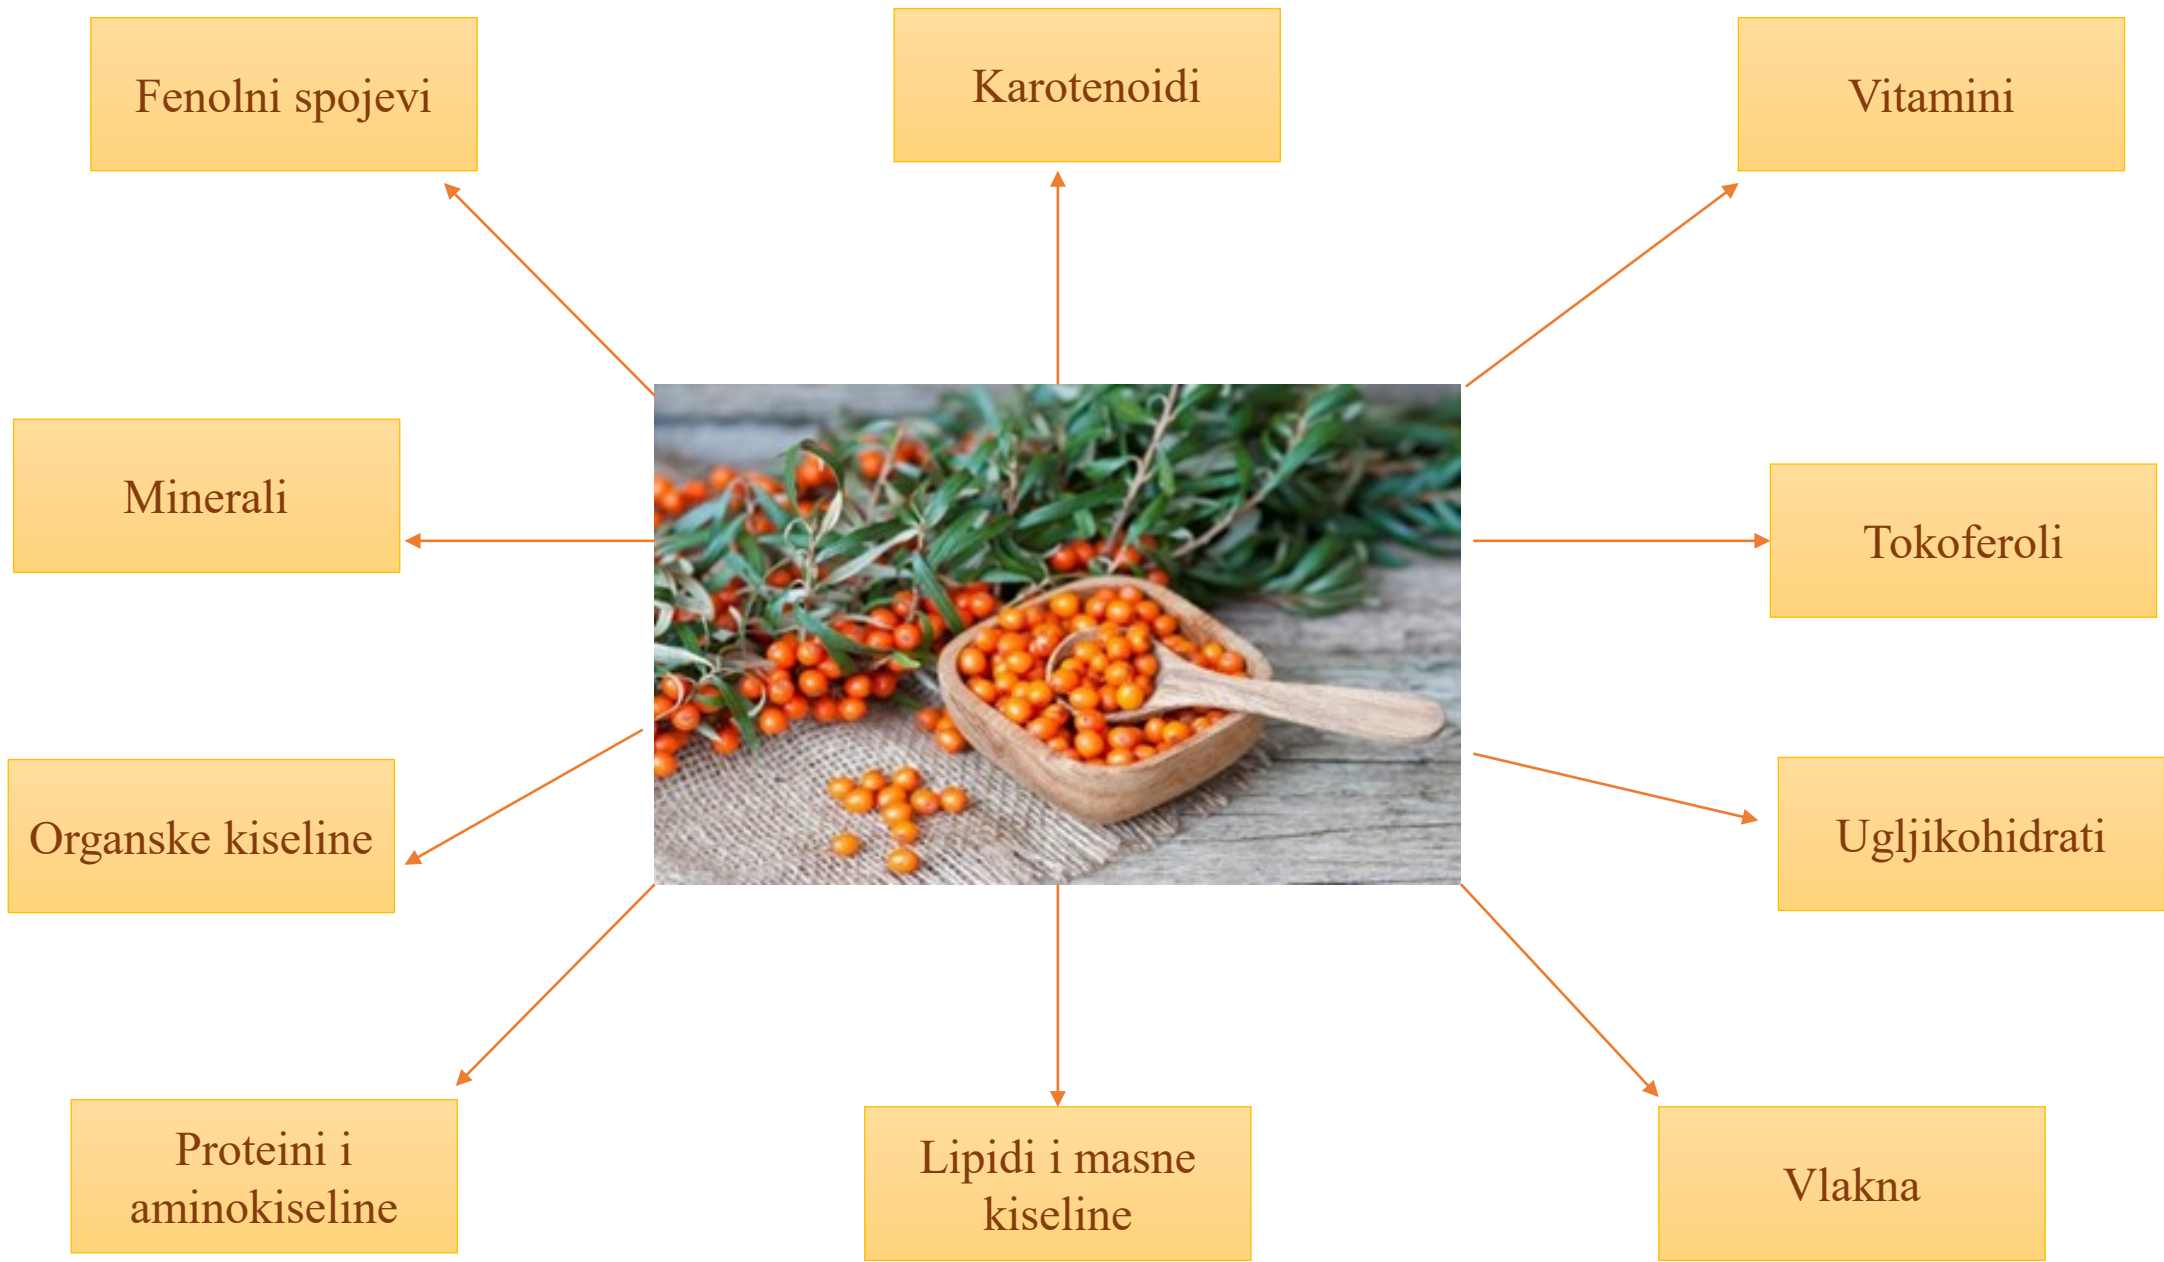 Fenolni spojevi
Karotenoidi
Vitamini
Minerali
Tokoferoli
Organske kiseline
Ugljikohidrati
Proteini i
aminokiseline
Lipidi i masne
kiseline
Vlakna